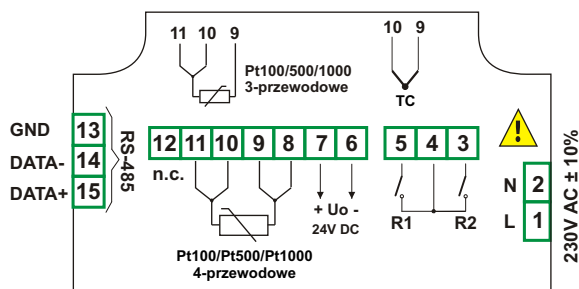 11 10 9
Pt100/500/1000
3-przewodowe
10 9
TC
GND 13
DATA- 14
DATA+ 15
RS-485
12 11 10 9 8 7 6
n.c.
5 4 3
+ Uo -
24V DC
R1 R2
Pt100/Pt500/Pt1000
4-przewodowe
N 2
L 1
230V AC ± 10%